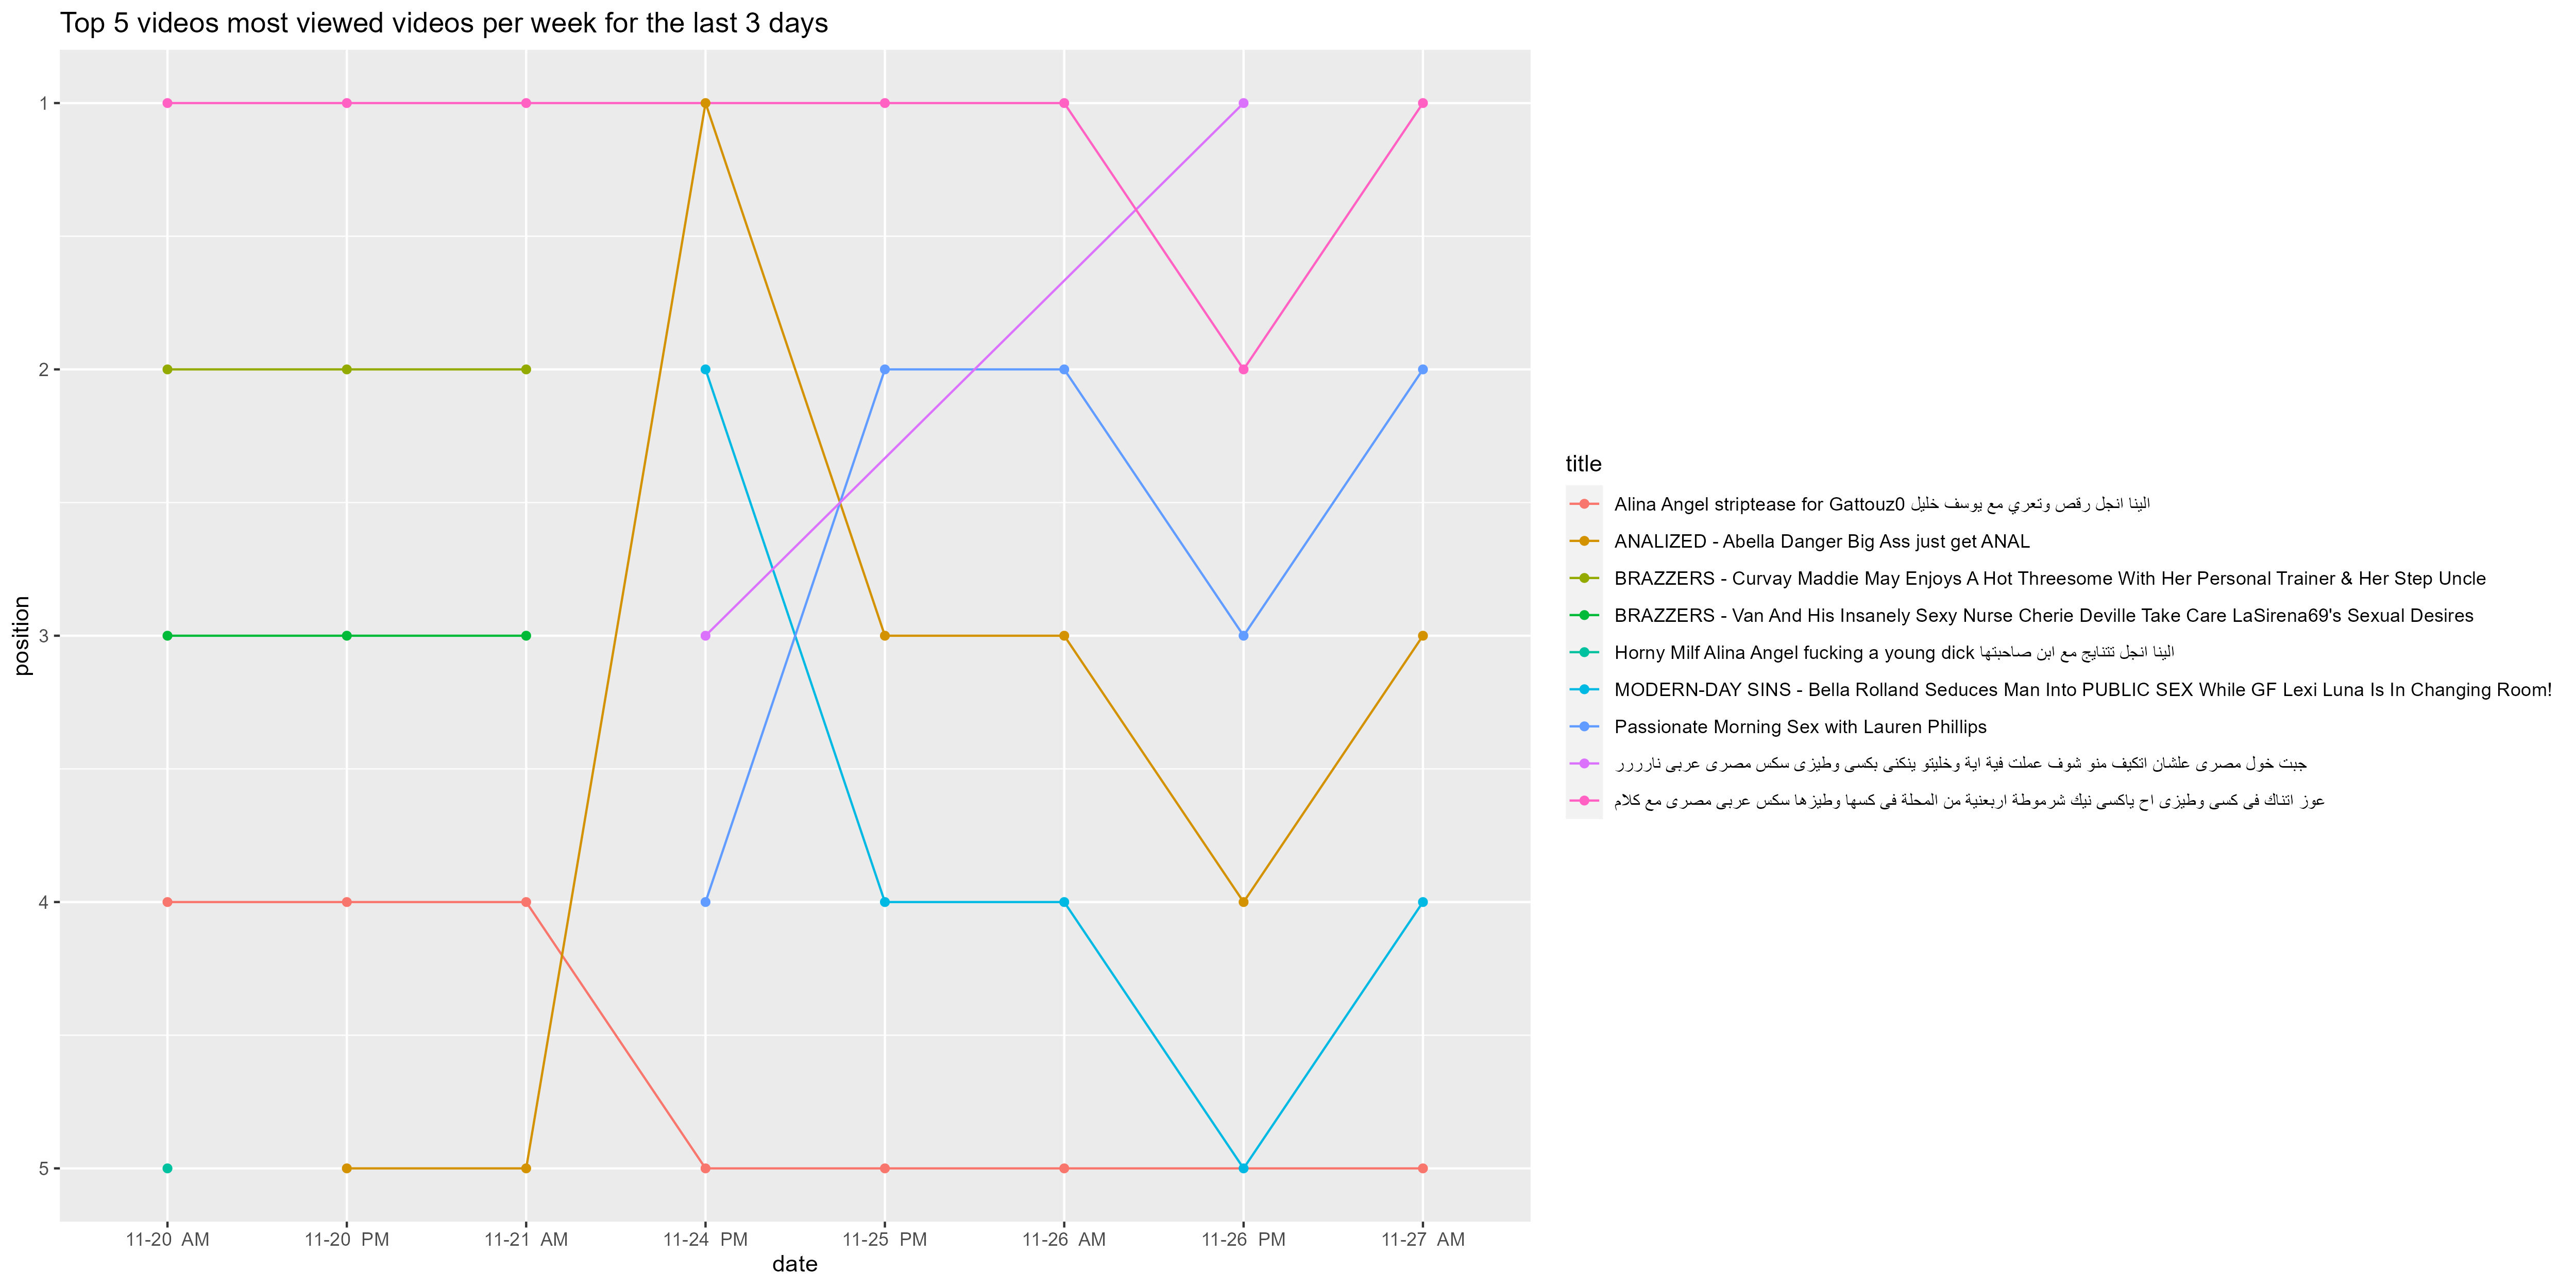 Top 5 videos most viewed videos per week for the last 3 days
position
1
2
3
4
5
11-20 AM
11-20 PM
11-21 AM
11-24 PM
11-25 PM
11-26 AM
11-26 PM
11-27 AM
date
title
Alina Angel striptease for Gattouz0 الينا انجل رقص وتعري مع يوسف خليل
ANALIZED - Abella Danger Big Ass just get ANAL
BRAZZERS - Curvay Maddie May Enjoys A Hot Threesome With Her Personal Trainer & Her Step Uncle
BRAZZERS - Van And His Insanely Sexy Nurse Cherie Deville Take Care LaSirena69's Sexual Desires
Horny Milf Alina Angel fucking a young dick الينا انجل تتنايج مع ابن صاحبتها
MODERN-DAY SINS - Bella Rolland Seduces Man Into PUBLIC SEX While GF Lexi Luna Is In Changing Room!
Passionate Morning Sex with Lauren Phillips
جبت خول مصرى علشان اتكيف منو شوف عملت فية اية وخليتو ينكنى بكسى وطيزى سكس مصرى عربى نارررر
عوز اتناك فى كسى وطيزى اح ياكسى نيك شرموطة اربعنية من المحلة فى كسها وطيزها سكس عربى مصرى مع كلام